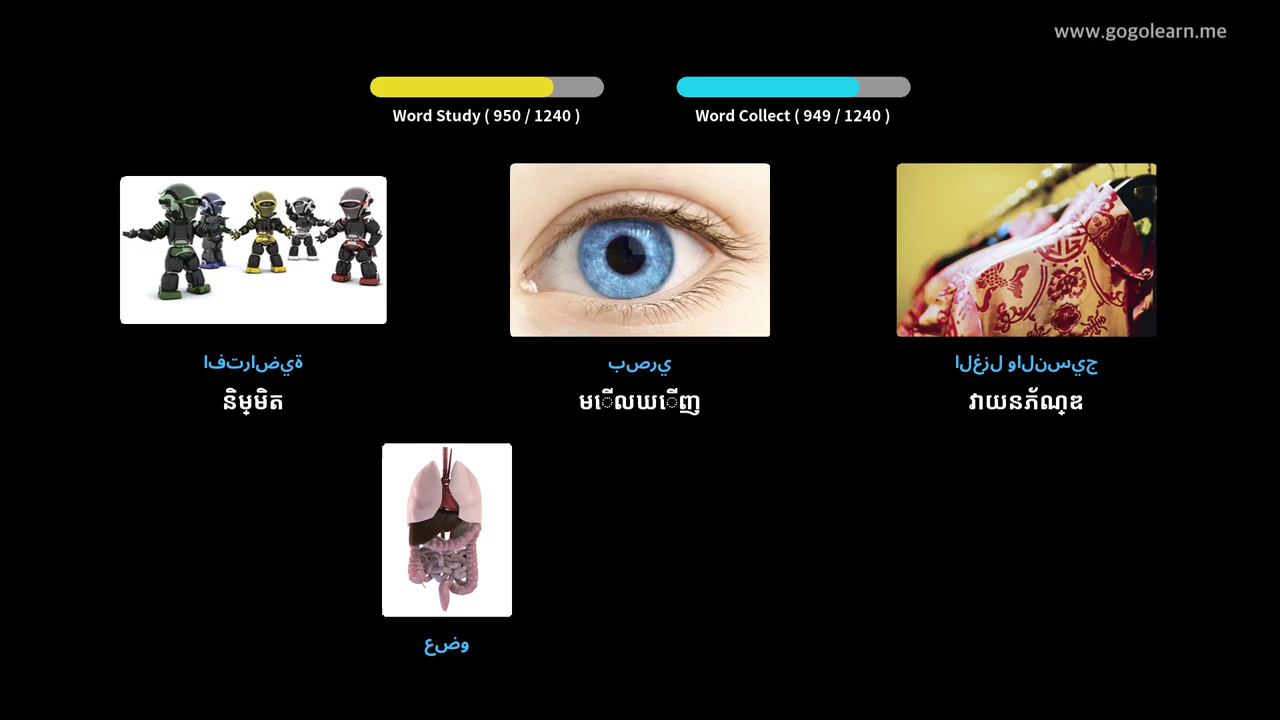 www.gogolearn.me
Word Study ( 950 / 1240 )
Word Collect ( 949 / 1240 )
افتراضية
بصري
الغزل والنسيج
និម្មិត
មើលឃើញ
វាយនភ័ណ្ឌ
عضو